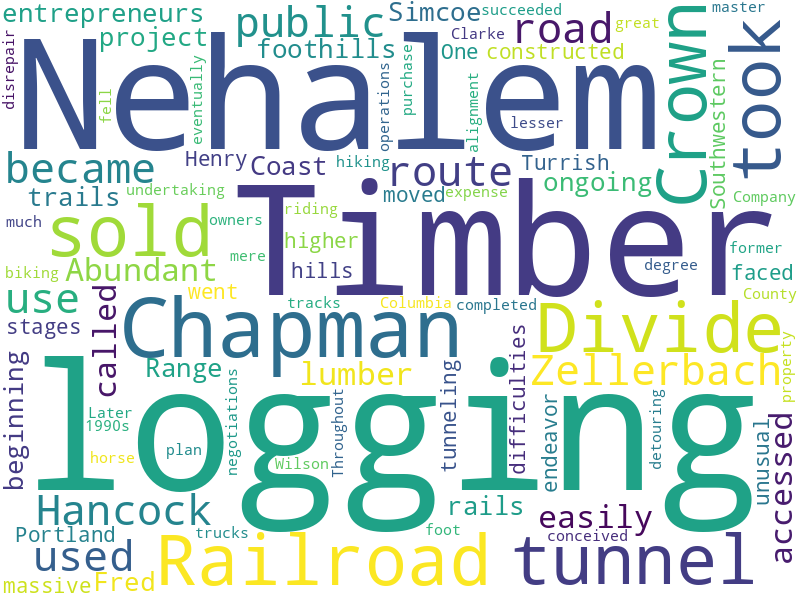 entrepreneurs
project
public
Simcoe
succeeded
master
Clarke
road
great
foothills
One
constructed
disrepair
Nehalem
fell
eventually
operations
purchase
alignment
lesser
Southwestern
Crown
took
became
Henry
Coast
hiking
route
Turrish
ongoing
Company
trails
undertaking
moved
expense
Timber
much
sold
owners
riding
higher
mere
hills
former
degree
faced
biking
Abundant
went
County
use
called
stages
tracks
Columbia
completed
Chapman
Divide
Range
lumber
Zellerbach
property
beginning
logging
difficulties
tunneling
Later
1990s
negotiations
Throughout
endeavor
detouring
unusual
accessed
horse
plan
Wilson
Hancock
rails
easily
Portland
trucks
foot
conceived
used
Railroad
tunnel
massive
Fred